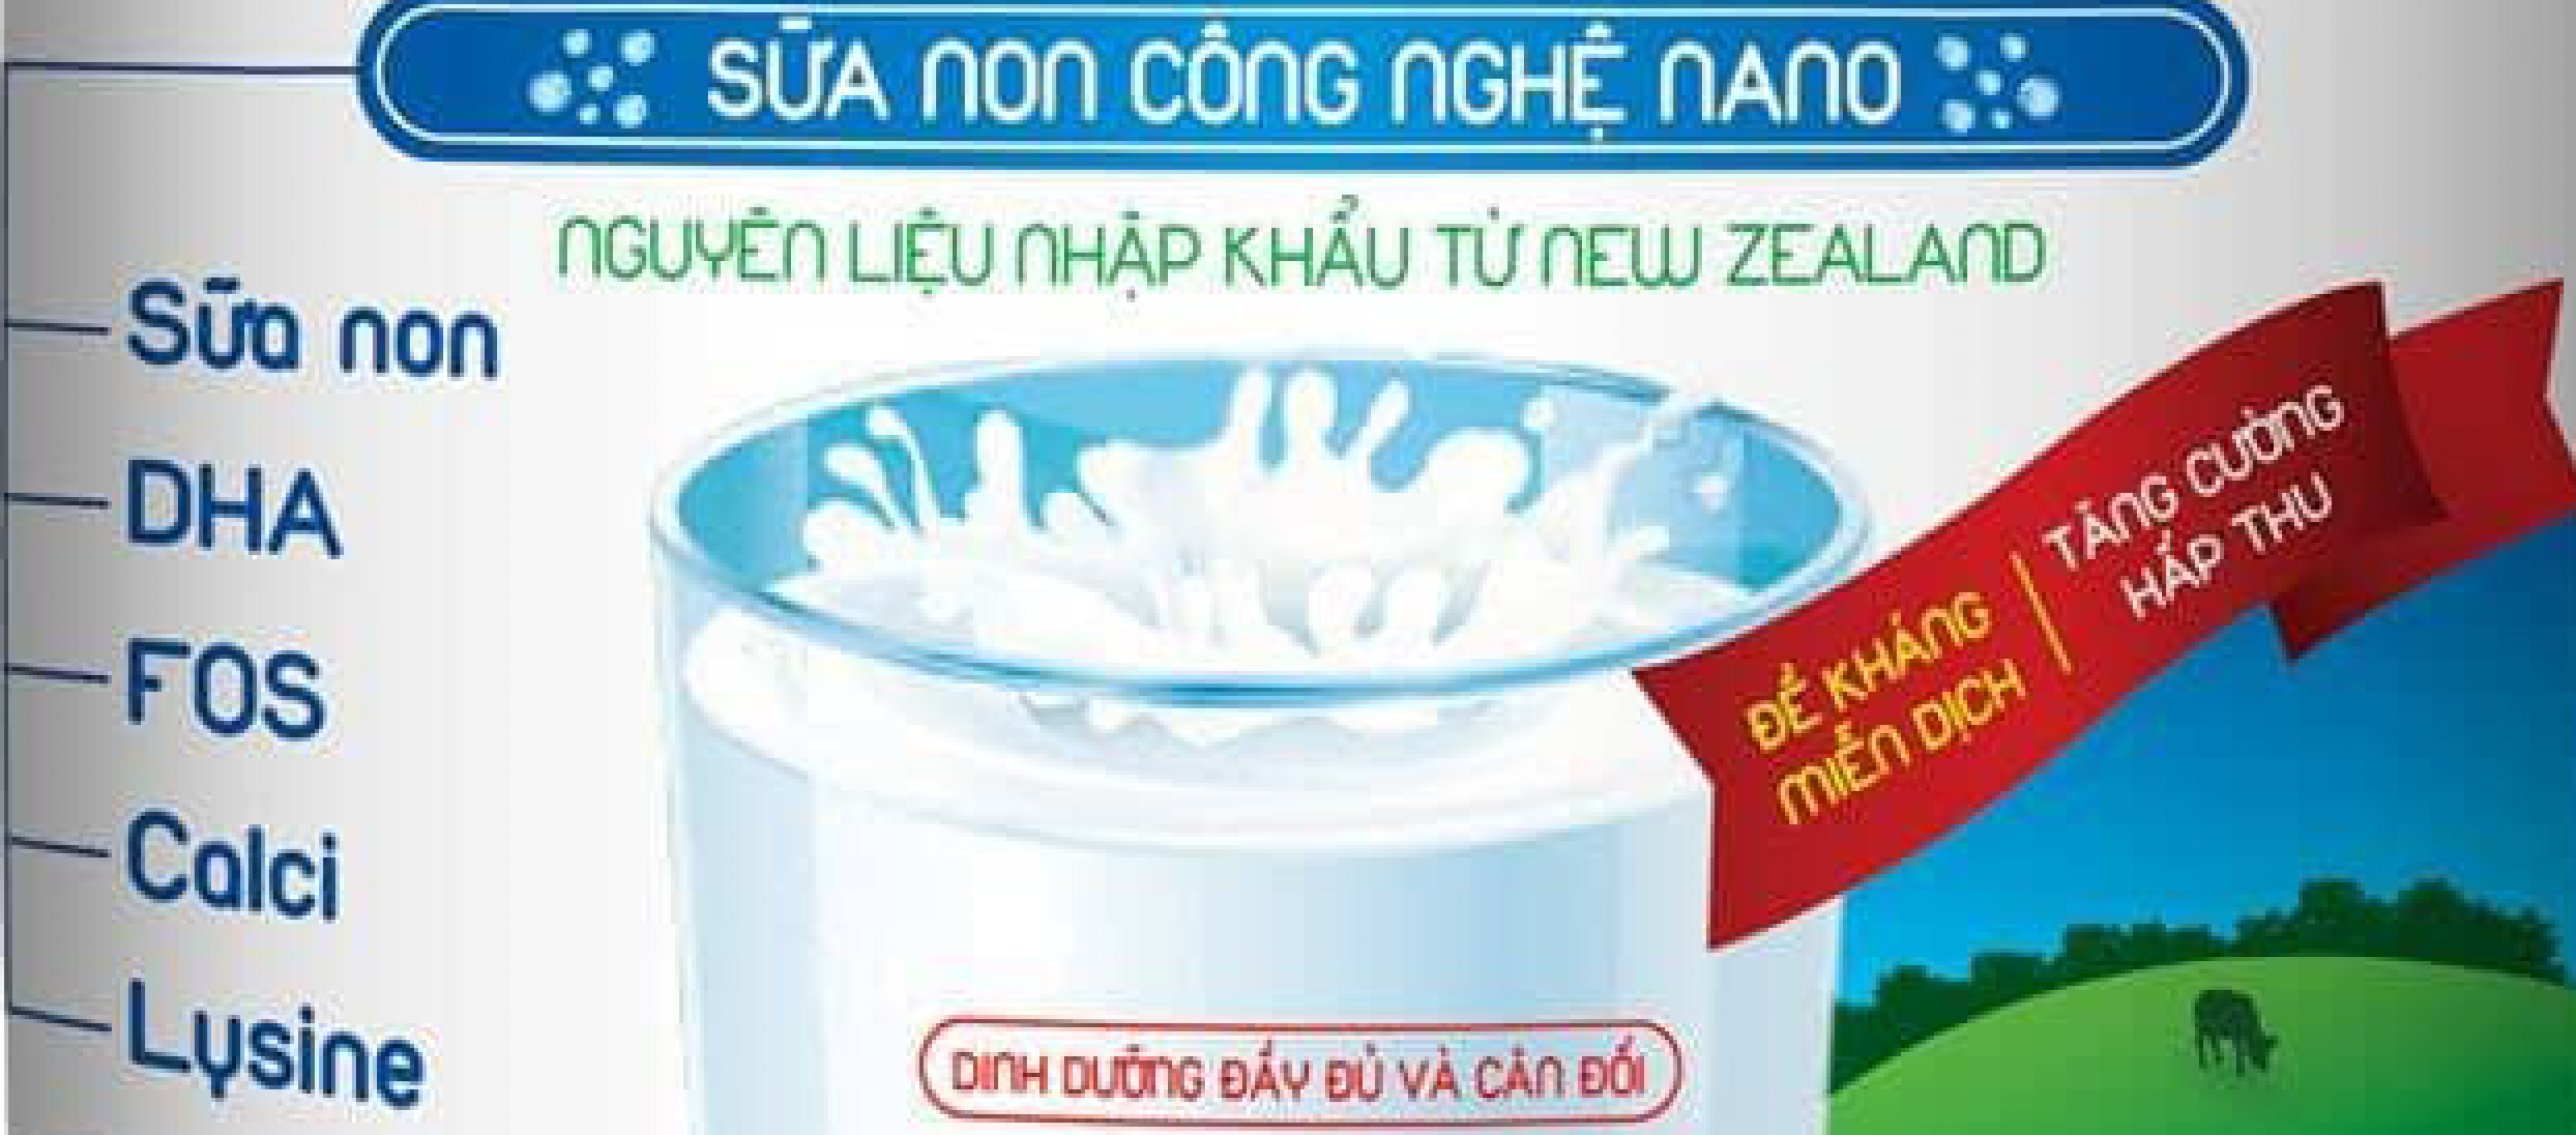 SỮA NON CÔNG NGHỆ NANO
NGUYÊN LIỆU NHẬP KHẨU TỪ NEW ZEALAND
Sữa non
DHA
FOS
Calci
Lysine
ĐỀ KHÁNG
MIỄN DỊCH
TĂNG CƯỜNG
HẤP THU
DINH DƯỠNG ĐẦY ĐỦ VÀ CÂN ĐỐI